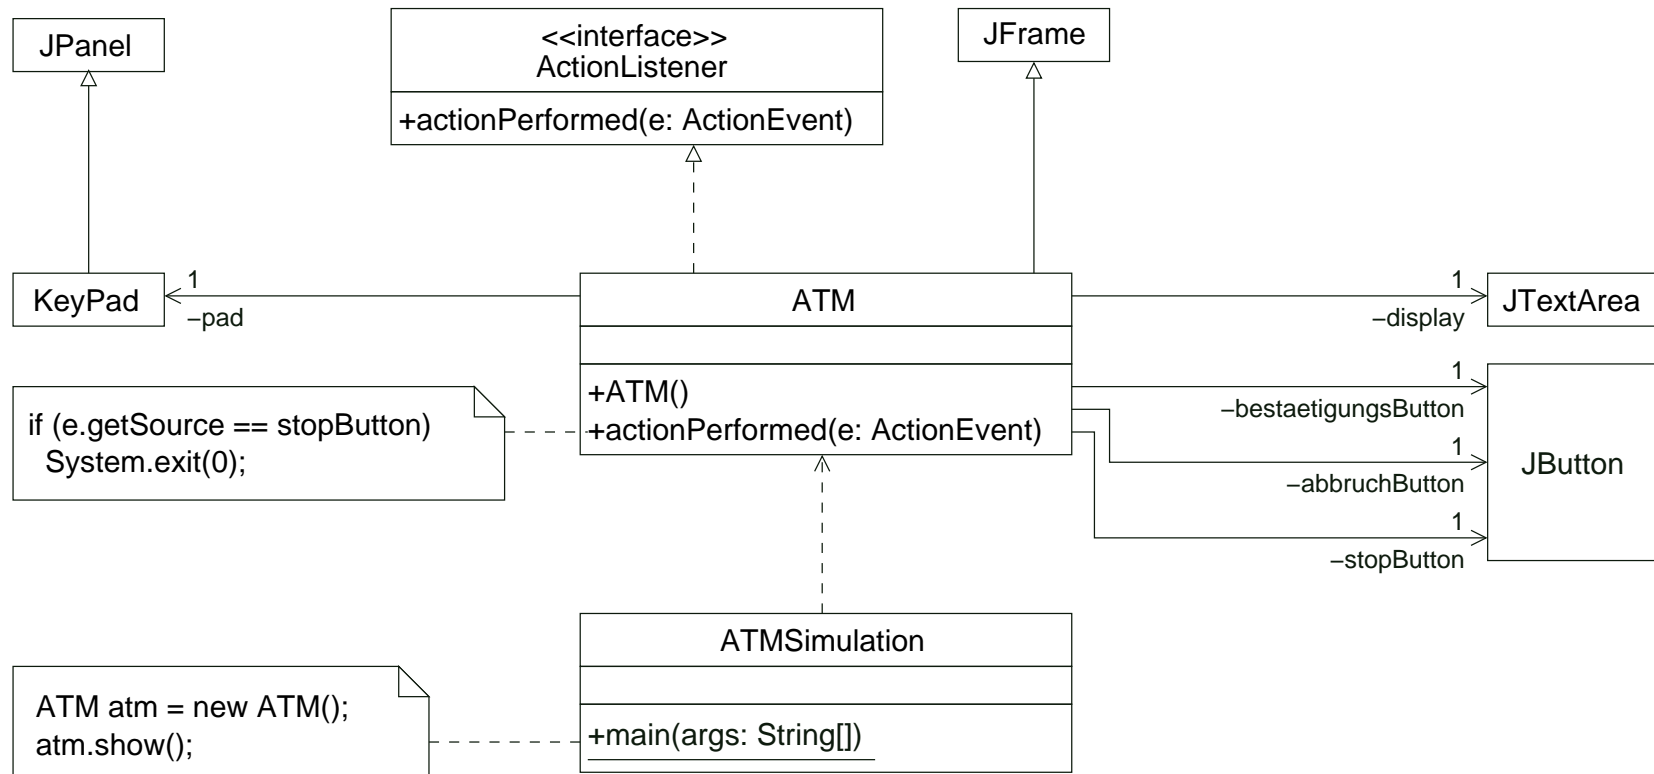 JPanel
<<interface>>
ActionListener
+actionPerformed(e: ActionEvent)
JFrame
KeyPad
1
−pad
ATM
+ATM()
+actionPerformed(e: ActionEvent)
1
−display
JTextArea
1
−bestaetigungsButton
1
−abbruchButton
1
−stopButton
JButton
if (e.getSource == stopButton)
System.exit(0);
ATMSimulation
+main(args: String[])
ATM atm = new ATM();
atm.show();